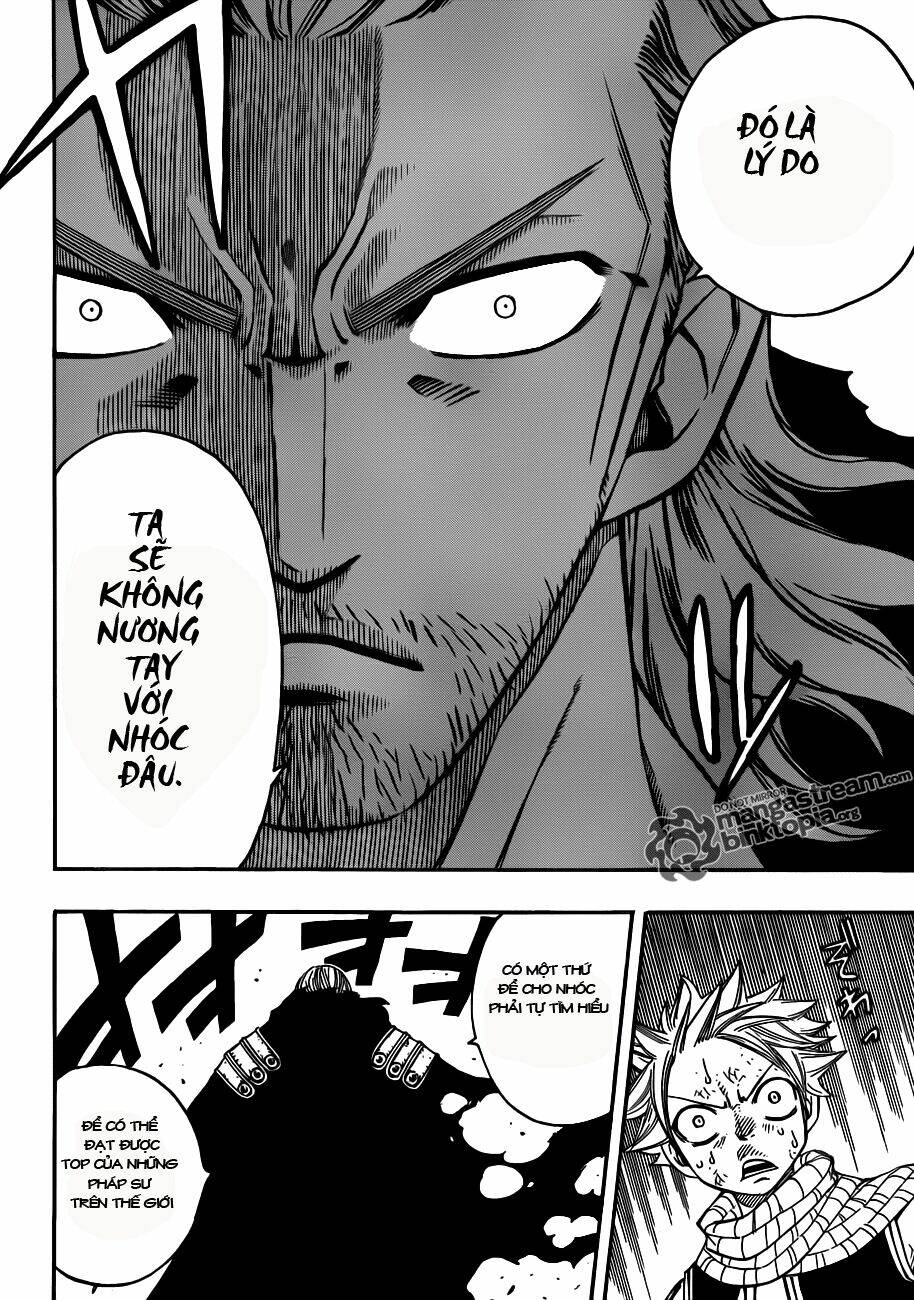 ĐÓ LÀ
LÝ DO
TA
SẼ
KHÔNG
NƯƠNG
TAY
VỚI
NHÓC
ĐÂU.
DO NOT MIRROR
mangastream.com
binktopia.org
CÓ MỘT THỨ
ĐỂ CHO NHÓC
PHẢI TỰ TÌM HIỂU
ĐỂ CÓ THỂ
ĐẠT ĐƯỢC
TOP CỦA NHỮNG
PHÁP SƯ
TRÊN THẾ GIỚI